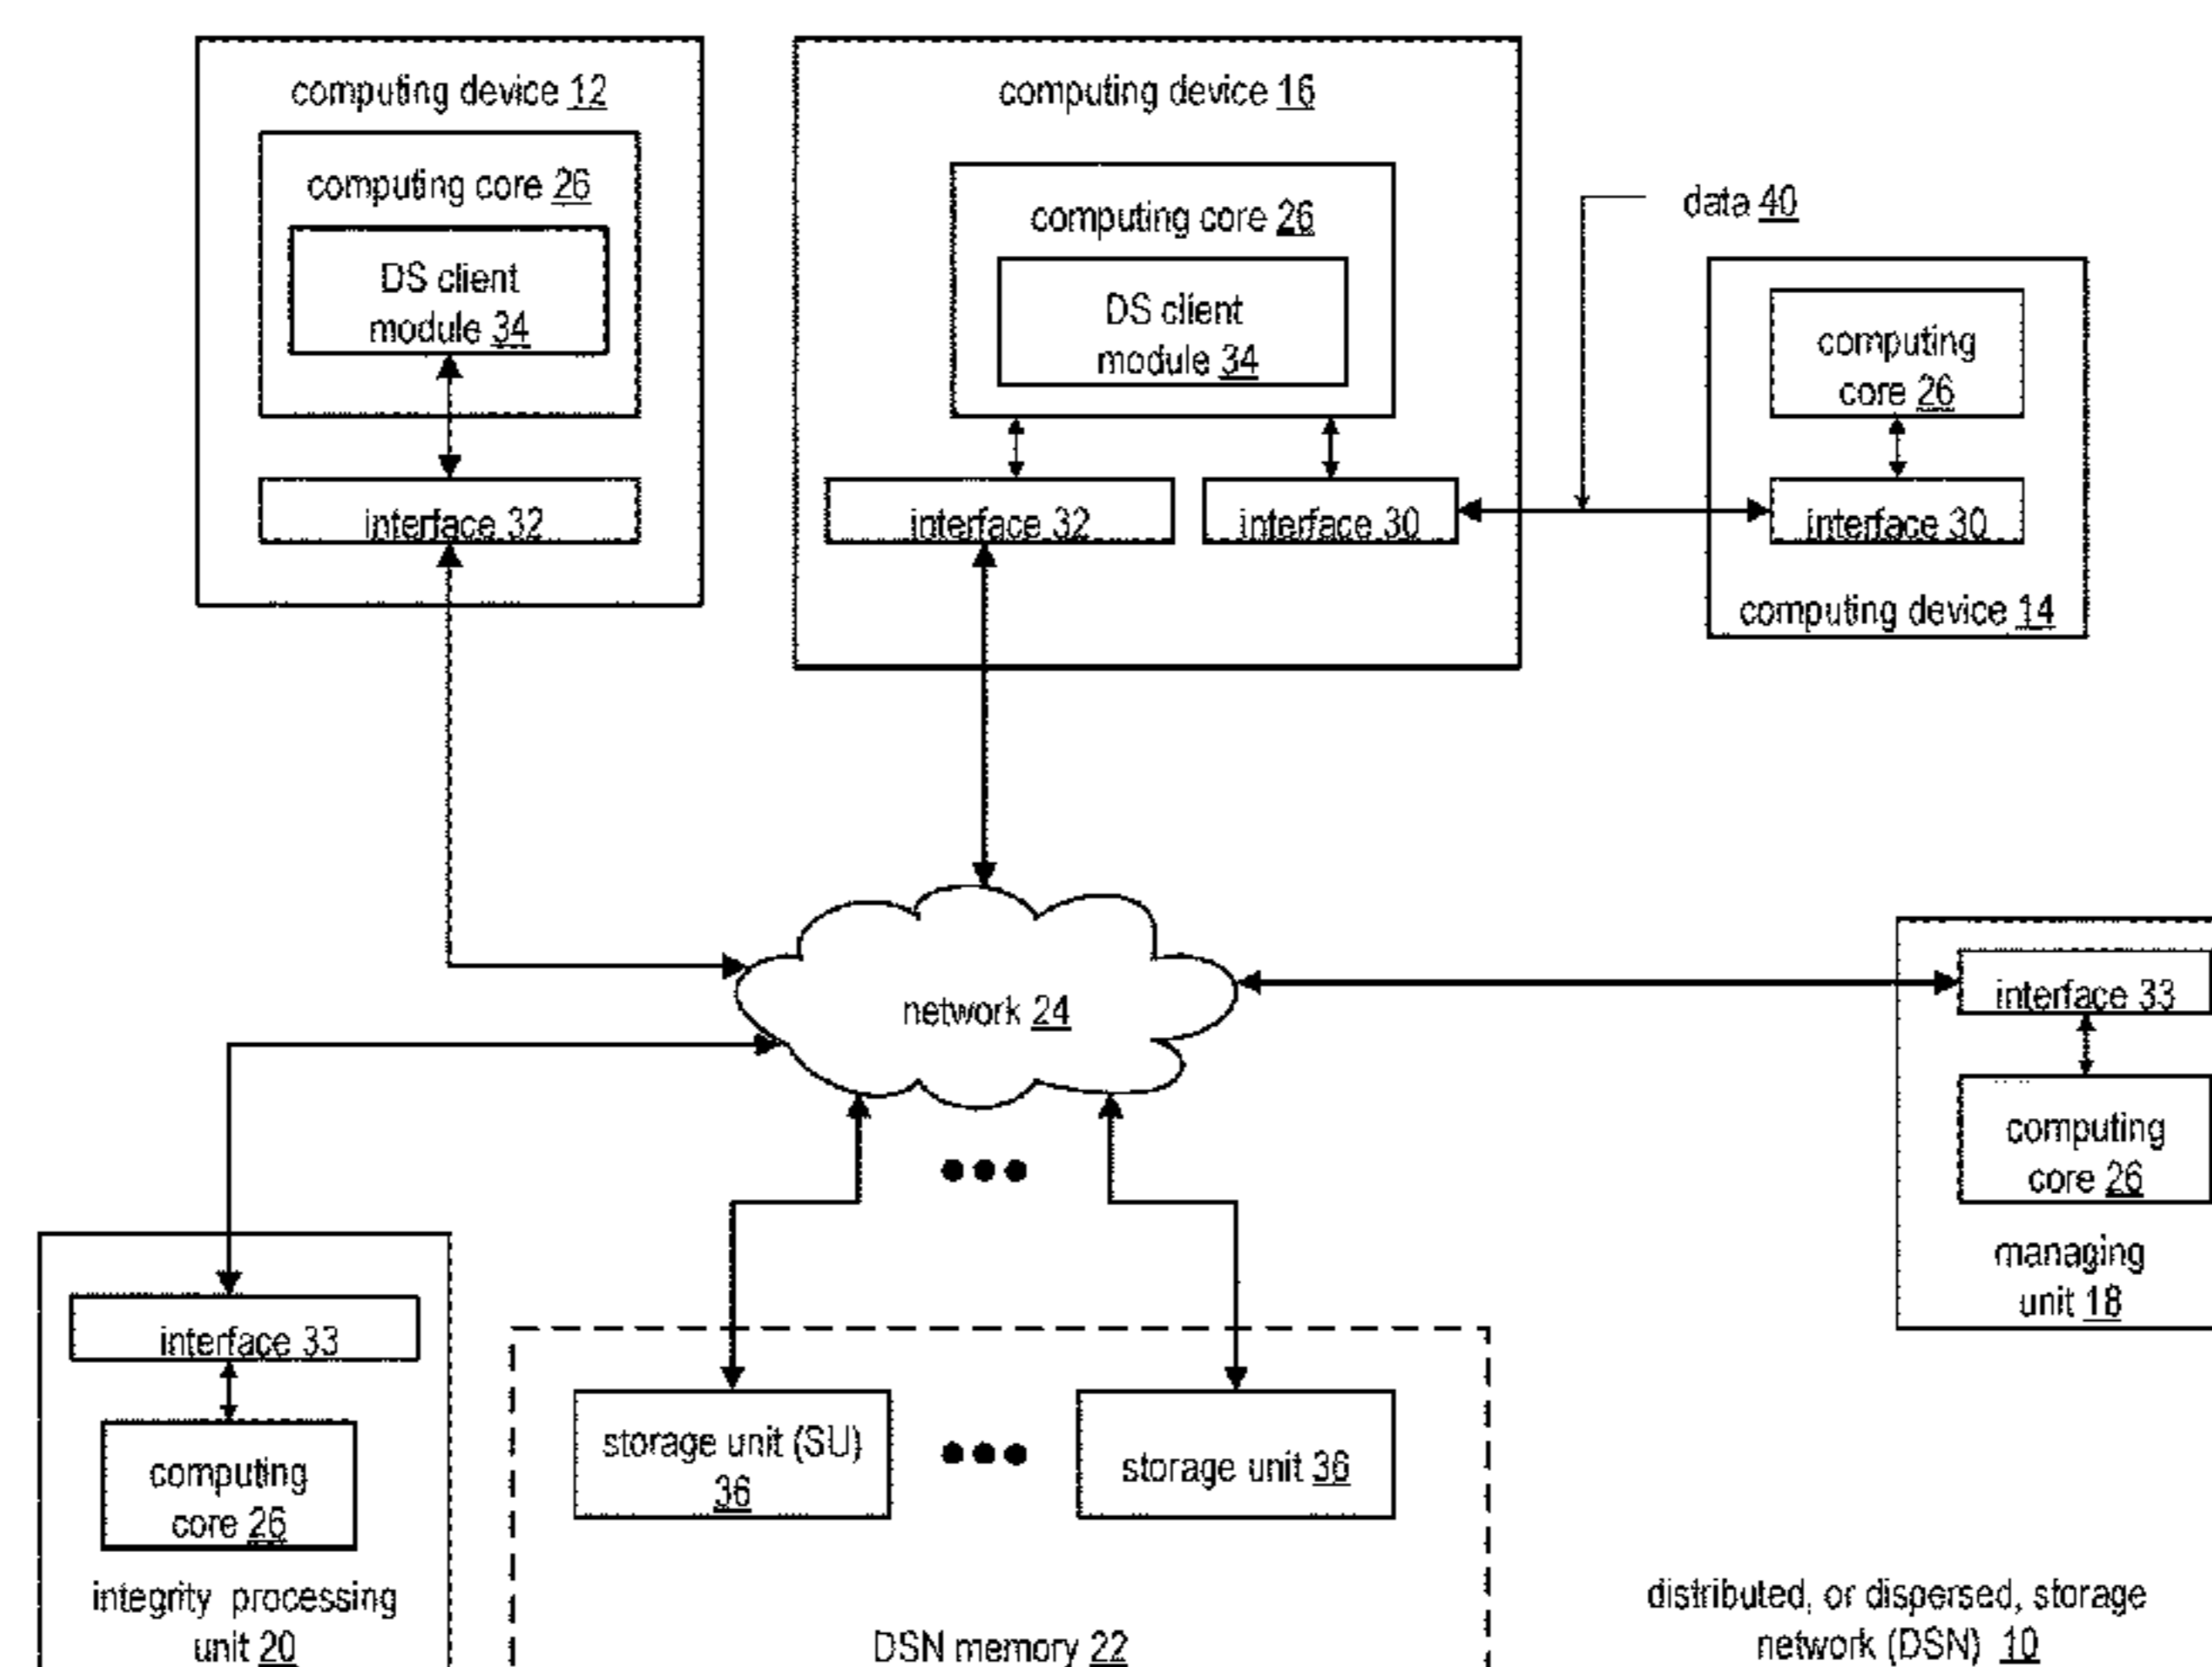 computing device 12
computing core 26
DS client
module 34
interface 32
computing device 16
computing core 26
DS client
module 34
interface 32
interface 30
data 40
computing
core 26
interface 30
computing device 14
network 24
interface 33
computing
core 26
managing
unit 18
interface 33
computing
core 26
integrity processing
unit 20
storage unit (SU)
36
storage unit 36
DSN memory 22
distributed, or dispersed, storage
network (DSN) 10